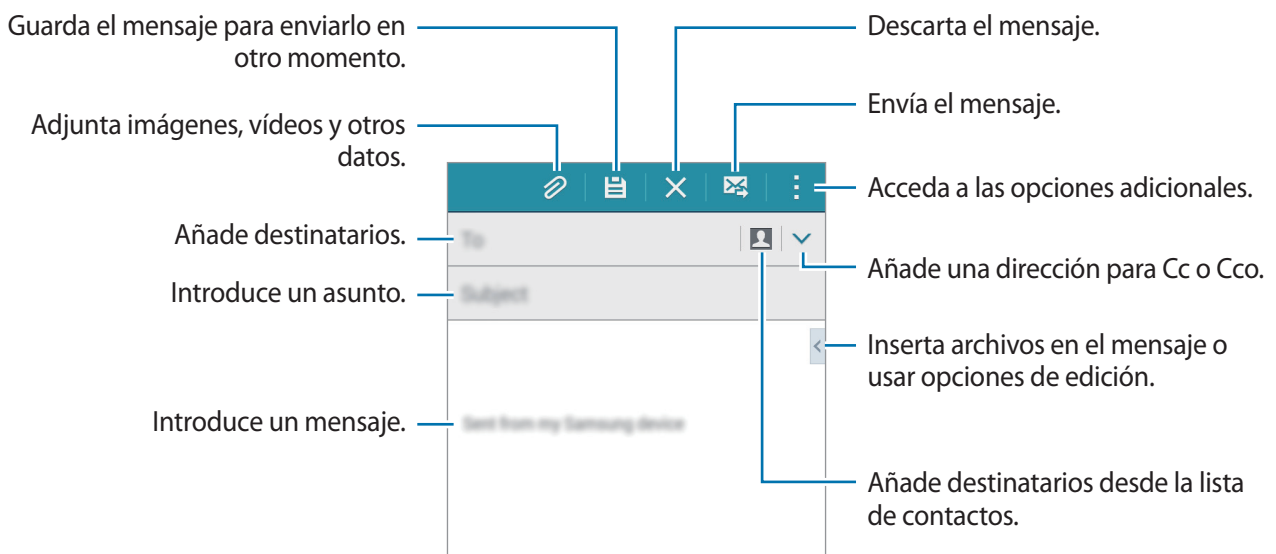 Guarda el mensaje para enviarlo en
otro momento.
Adjunta imágenes, vídeos y otros
datos.
Añade destinatarios.
Introduce un asunto.
Introduce un mensaje.
To
Subject
Sent from my Samsung device
Descarta el mensaje.
Envía el mensaje.
Acceda a las opciones adicionales.
Añade una dirección para Cc o Cco.
Inserta archivos en el mensaje o
usar opciones de edición.
Añade destinatarios desde la lista
de contactos.